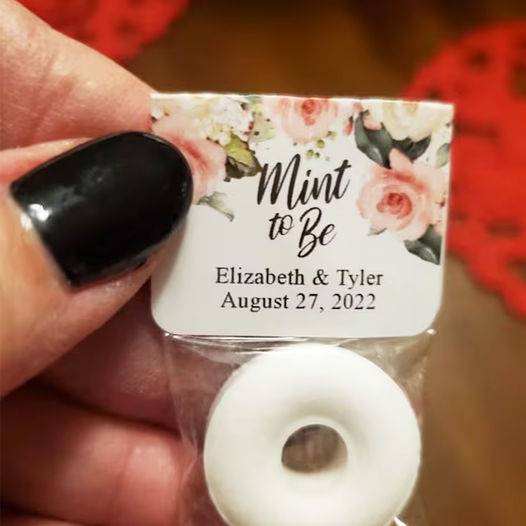 Mint
to Be
Elizabeth & Tyler
August 27, 2022